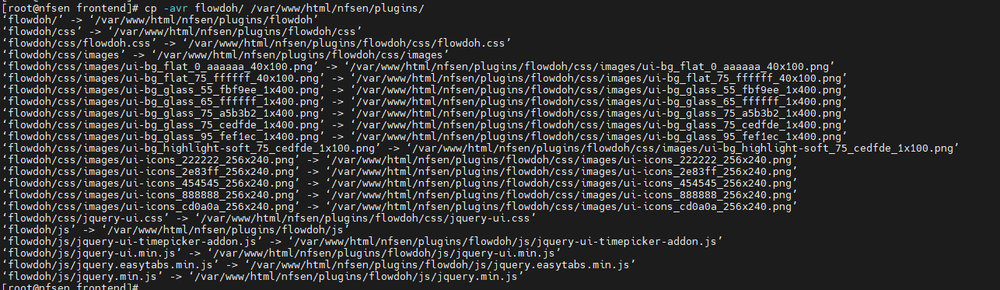 [root@nfsen frontend]# cp -avr flowdoh/ /var/www/html/nfsen/plugins/
‘flowdoh/’ -> ‘/var/www/html/nfsen/plugins/flowdoh’
‘flowdoh/css’ -> ‘/var/www/html/nfsen/plugins/flowdoh/css’
‘flowdoh/css/flowdoh.css’ -> ‘/var/www/html/nfsen/plugins/flowdoh/css/flowdoh.css’
‘flowdoh/css/images’ -> ‘/var/www/html/nfsen/plugins/flowdoh/css/images’
‘flowdoh/css/images/ui-bg_flat_0_aaaaaa_40x100.png’ -> ‘/var/www/html/nfsen/plugins/flowdoh/css/images/ui-bg_flat_0_aaaaaa_40x100.png’
‘flowdoh/css/images/ui-bg_flat_75_ffffff_40x100.png’ -> ‘/var/www/html/nfsen/plugins/flowdoh/css/images/ui-bg_flat_75_ffffff_40x100.png’
‘flowdoh/css/images/ui-bg_glass_55_fbf9ee_1x400.png’ -> ‘/var/www/html/nfsen/plugins/flowdoh/css/images/ui-bg_glass_55_fbf9ee_1x400.png’
‘flowdoh/css/images/ui-bg_glass_65_ffffff_1x400.png’ -> ‘/var/www/html/nfsen/plugins/flowdoh/css/images/ui-bg_glass_65_ffffff_1x400.png’
‘flowdoh/css/images/ui-bg_glass_75_a5b3b2_1x400.png’ -> ‘/var/www/html/nfsen/plugins/flowdoh/css/images/ui-bg_glass_75_a5b3b2_1x400.png’
‘flowdoh/css/images/ui-bg_glass_75_cedfde_1x400.png’ -> ‘/var/www/html/nfsen/plugins/flowdoh/css/images/ui-bg_glass_75_cedfde_1x400.png’
‘flowdoh/css/images/ui-bg_glass_95_fef1ec_1x400.png’ -> ‘/var/www/html/nfsen/plugins/flowdoh/css/images/ui-bg_glass_95_fef1ec_1x400.png’
‘flowdoh/css/images/ui-bg_highlight-soft_75_cedfde_1x100.png’ -> ‘/var/www/html/nfsen/plugins/flowdoh/css/images/ui-bg_highlight-soft_75_cedfde_1x100.png’
‘flowdoh/css/images/ui-icons_222222_256x240.png’ -> ‘/var/www/html/nfsen/plugins/flowdoh/css/images/ui-icons_222222_256x240.png’
‘flowdoh/css/images/ui-icons_2e83ff_256x240.png’ -> ‘/var/www/html/nfsen/plugins/flowdoh/css/images/ui-icons_2e83ff_256x240.png’
‘flowdoh/css/images/ui-icons_454545_256x240.png’ -> ‘/var/www/html/nfsen/plugins/flowdoh/css/images/ui-icons_454545_256x240.png’
‘flowdoh/css/images/ui-icons_888888_256x240.png’ -> ‘/var/www/html/nfsen/plugins/flowdoh/css/images/ui-icons_888888_256x240.png’
‘flowdoh/css/images/ui-icons_cd0a0a_256x240.png’ -> ‘/var/www/html/nfsen/plugins/flowdoh/css/images/ui-icons_cd0a0a_256x240.png’
‘flowdoh/css/jquery-ui.css’ -> ‘/var/www/html/nfsen/plugins/flowdoh/css/jquery-ui.css’
‘flowdoh/js’ -> ‘/var/www/html/nfsen/plugins/flowdoh/js’
‘flowdoh/js/jquery-ui-timepicker-addon.js’ -> ‘/var/www/html/nfsen/plugins/flowdoh/js/jquery-ui-timepicker-addon.js’
‘flowdoh/js/jquery-ui.min.js’ -> ‘/var/www/html/nfsen/plugins/flowdoh/js/jquery-ui.min.js’
‘flowdoh/js/jquery.easytabs.min.js’ -> ‘/var/www/html/nfsen/plugins/flowdoh/js/jquery.easytabs.min.js’
‘flowdoh/js/jquery.min.js’ -> ‘/var/www/html/nfsen/plugins/flowdoh/js/jquery.min.js’
[root@nfsen frontend]#